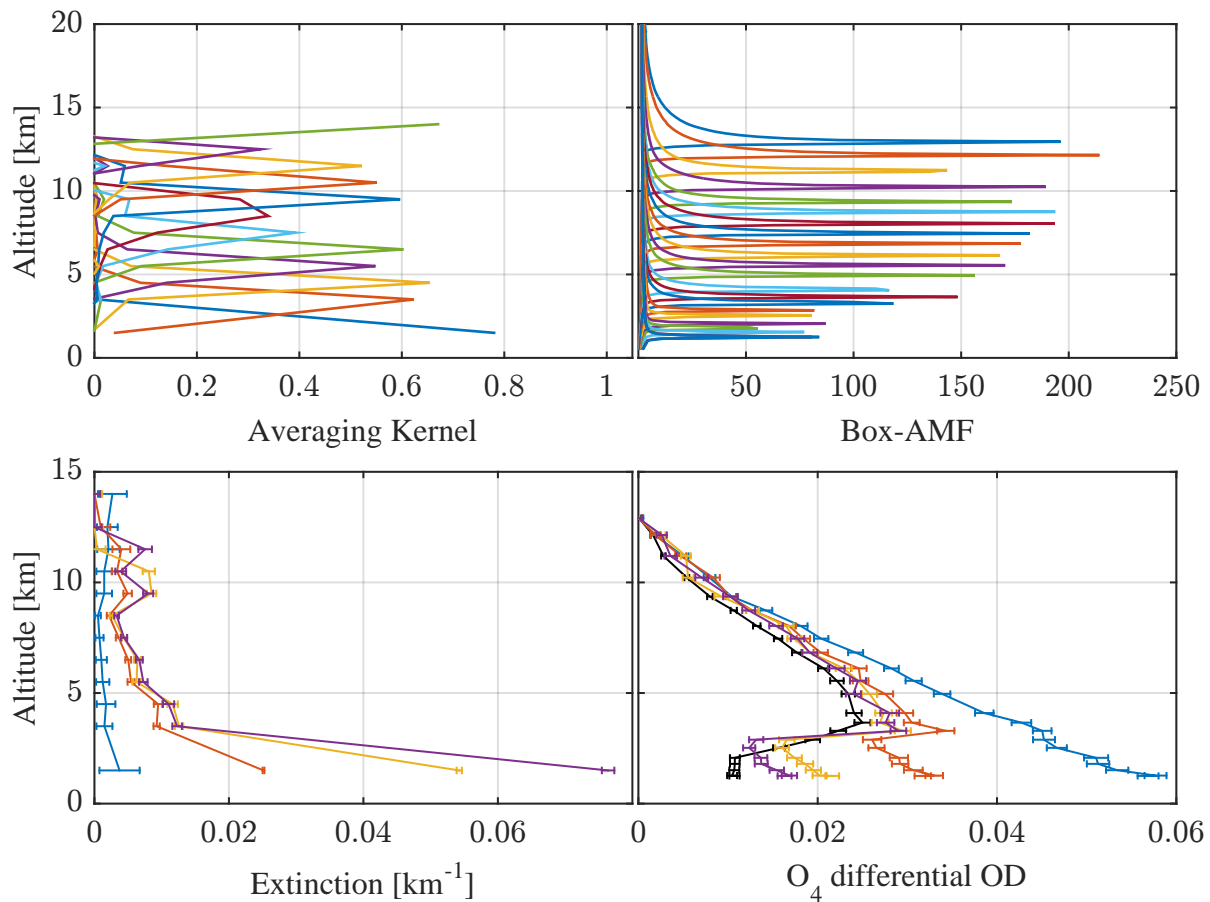 20
15
10
5
0
Altitude [km]
0 0.2 0.4 0.6 0.8 1
Averaging Kernel
50 100 150 200 250
Box-AMF
15
10
5
0
Altitude [km]
0 0.02 0.04 0.06
Extinction [km⁻¹]
0 0.02 0.04 0.06
O₄ differential OD